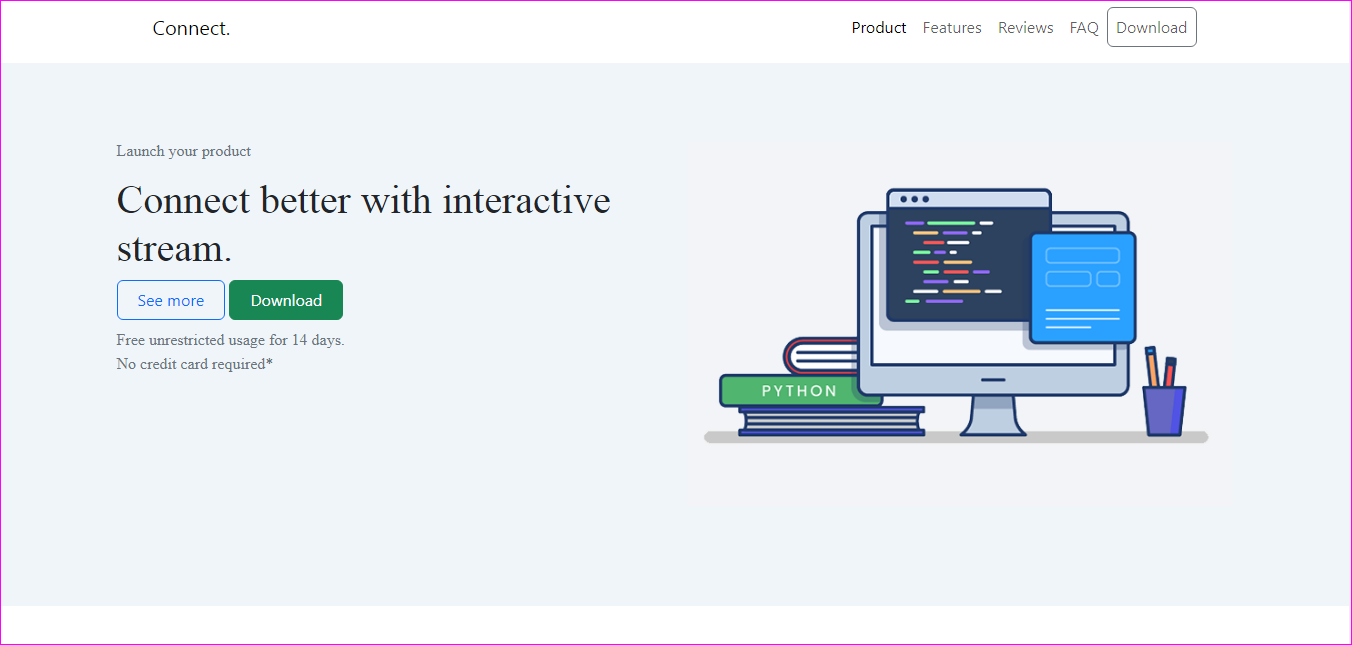 Connect.
Product Features Reviews FAQ Download
Launch your product
Connect better with interactive
stream.
See more Download
Free unrestricted usage for 14 days.
No credit card required*
PYTHON